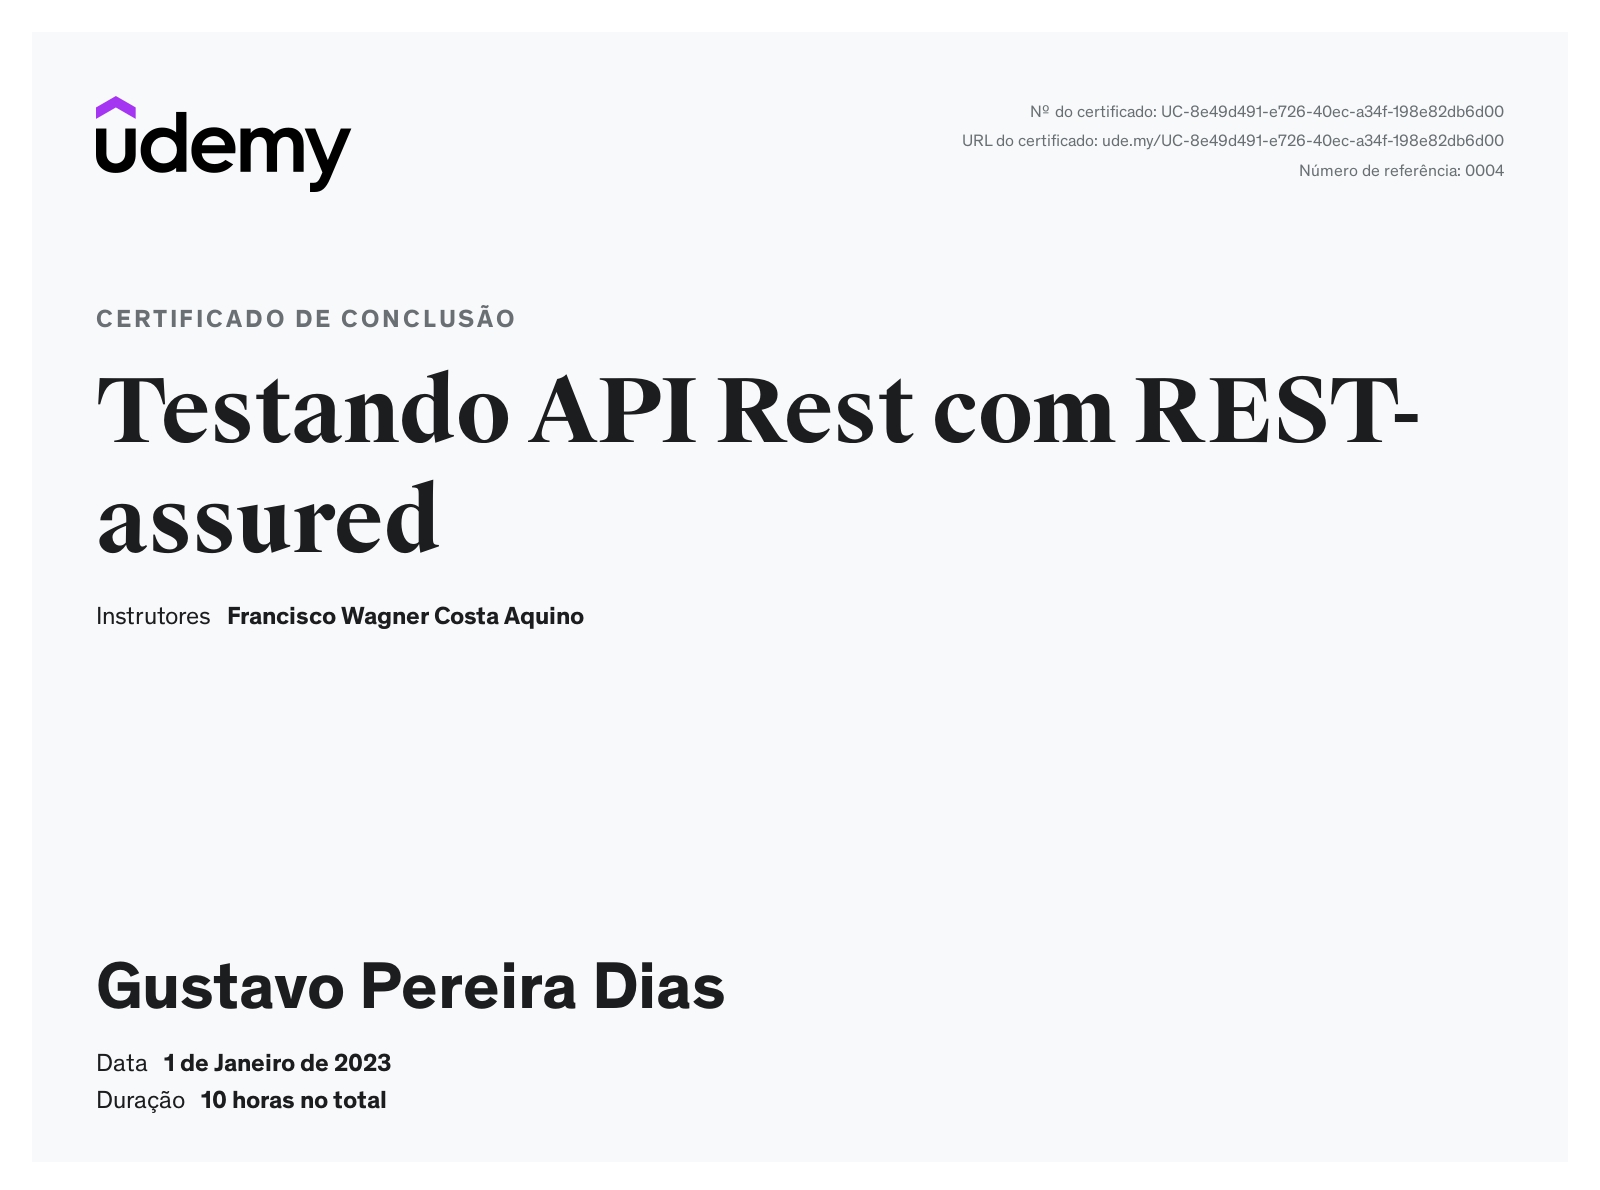 udemy
Nº do certificado: UC-8e49d491-e726-40ec-a34f-198e82db6d00
URL do certificado: ude.my/UC-8e49d491-e726-40ec-a34f-198e82db6d00
Número de referência: 0004
CERTIFICADO DE CONCLUSÃO
Testando API Rest com REST-
assured
Instrutores Francisco Wagner Costa Aquino
Gustavo Pereira Dias
Data 1 de Janeiro de 2023
Duração 10 horas no total